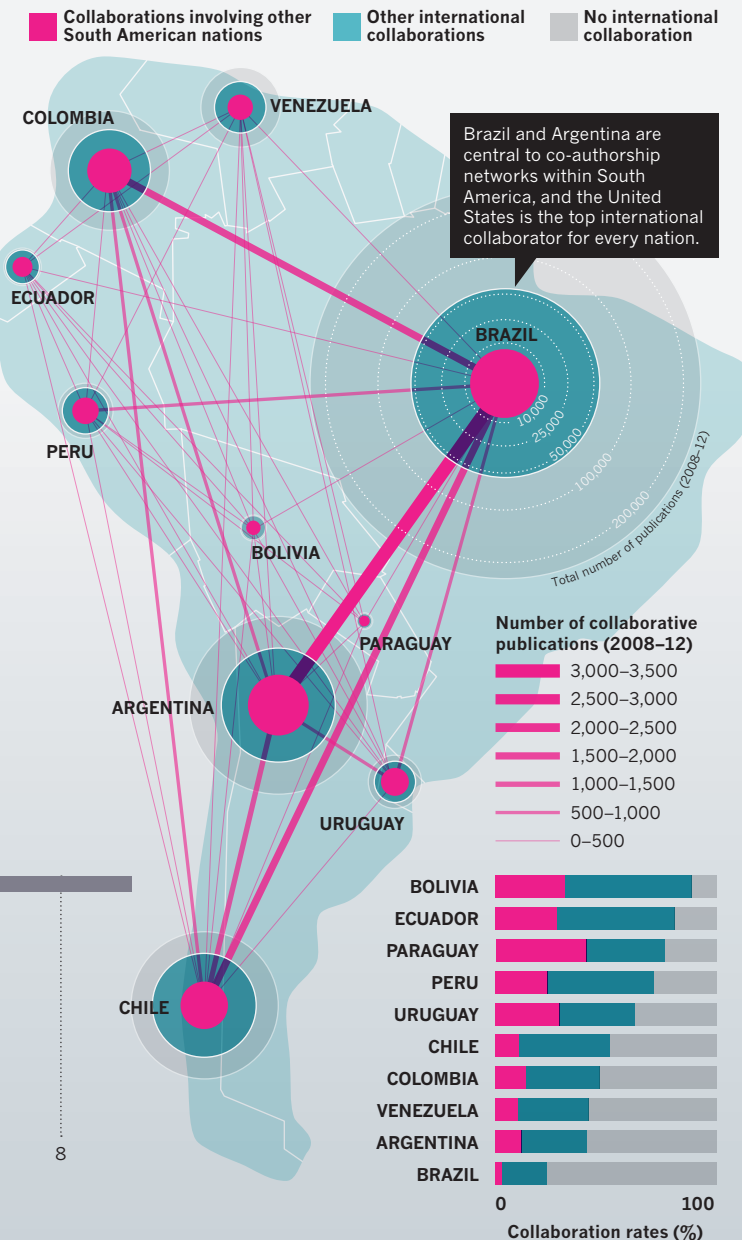 Collaborations involving other
South American nations
Other international
collaborations
No international
collaboration
VENEZUELA
COLOMBIA
Brazil and Argentina are
central to co-authorship
networks within South
America, and the United
States is the top international
collaborator for every nation.
ECUADOR
BRAZIL
10,000
25,000
50,000
100,000
200,000
Total number of publications (2008–12)
PERU
BOLIVIA
PARAGUAY
ARGENTINA
URUGUAY
CHILE
Number of collaborative
publications (2008–12)
3,000–3,500
2,500–3,000
2,000–2,500
1,500–2,000
1,000–1,500
500–1,000
0–500
BOLIVIA
ECUADOR
PARAGUAY
PERU
URUGUAY
CHILE
COLOMBIA
VENEZUELA
ARGENTINA
BRAZIL
0 100
Collaboration rates (%)
8